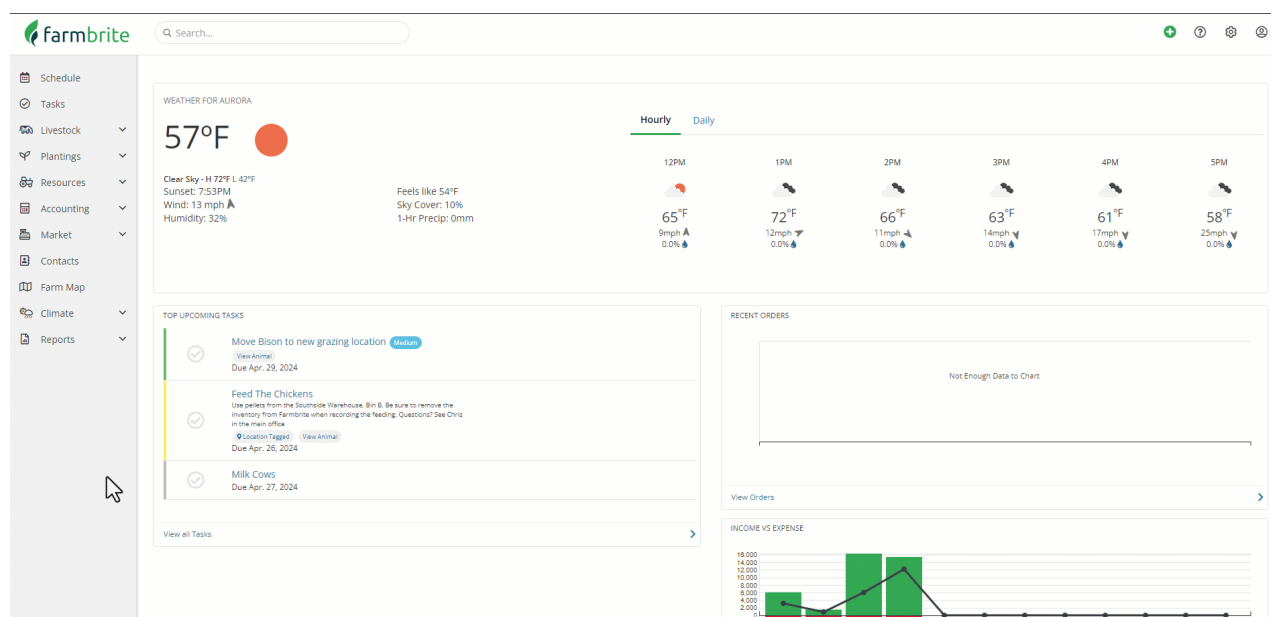 farmbrite
Search...
Schedule
Tasks
Livestock
Plantings
Resources
Accounting
Market
Contacts
Farm Map
Climate
Reports
WEATHER FOR AURORA
57°F
Clear Sky - H 72°F L 42°F
Sunset: 7:53PM
Wind: 13 mph
Humidity: 32%
Feels like 54°F
Sky Cover: 10%
1-Hr Precip: 0mm
Hourly Daily
12PM 1PM 2PM 3PM 4PM 5PM
65°F 72°F 66°F 63°F 61°F 58°F
9mph 12mph 11mph 14mph 17mph 25mph
0.0% 0.0% 0.0% 0.0% 0.0% 0.0%
TOP UPCOMING TASKS
Move Bison to new grazing location Medium
View Animal
Due Apr. 29, 2024
Feed The Chickens
Use pellets from the Southside Warehouse, Bin B. Be sure to remove the
inventory from Farmbrite when recording the feeding. Questions? See Chris
in the main office
Location Tagged View Animal
Due Apr. 26, 2024
Milk Cows
Due Apr. 27, 2024
View all Tasks
RECENT ORDERS
Not Enough Data to Chart
View Orders
INCOME VS EXPENSE
16,000
14,000
12,000
10,000
8,000
6,000
4,000
2,000
0